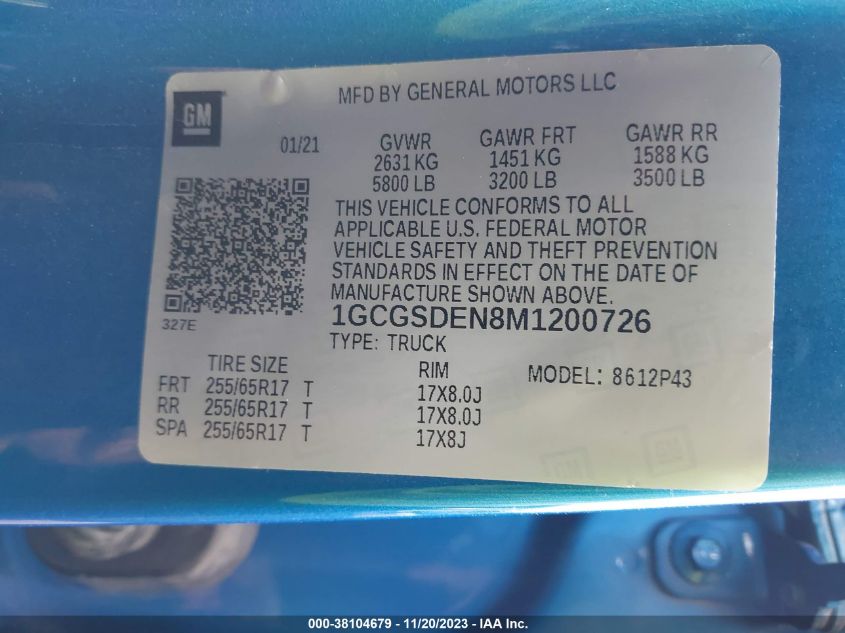 MFD BY GENERAL MOTORS LLC
GM
01/21
GVWR GAWR FRT GAWR RR
2631 KG 1451 KG 1588 KG
5800 LB 3200 LB 3500 LB
THIS VEHICLE CONFORMS TO ALL
APPLICABLE U.S. FEDERAL MOTOR
VEHICLE SAFETY AND THEFT PREVENTION
STANDARDS IN EFFECT ON THE DATE OF
MANUFACTURE SHOWN ABOVE.
327E
1GCGSDEN8M1200726
TYPE: TRUCK
TIRE SIZE RIM MODEL: 8612P43
FRT 255/65R17 T 17X8.0J
RR 255/65R17 T 17X8.0J
SPA 255/65R17 T 17X8J
000-38104679 - 11/20/2023 - IAA Inc.